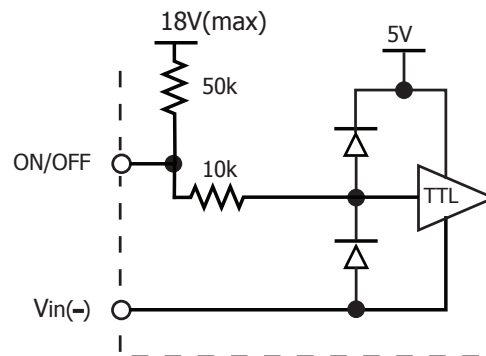 18V(max)
5V
50k
ON/OFF
10k
TTL
Vin(-)